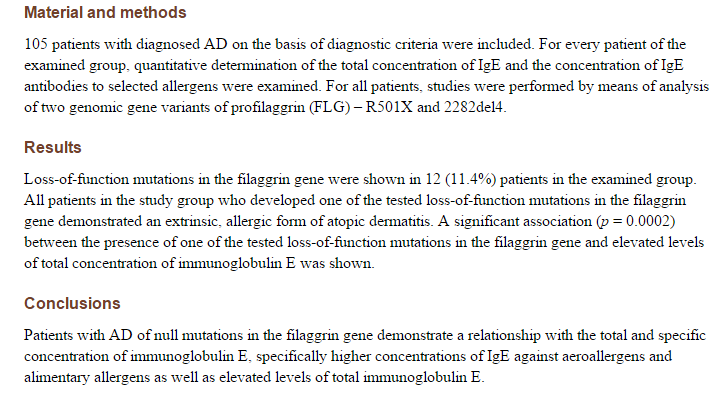 Material and methods
105 patients with diagnosed AD on the basis of diagnostic criteria were included. For every patient of the
examined group, quantitative determination of the total concentration of IgE and the concentration of IgE
antibodies to selected allergens were examined. For all patients, studies were performed by means of analysis
of two genomic gene variants of profilaggrin (FLG) – R501X and 2282del4.
Results
Loss-of-function mutations in the filaggrin gene were shown in 12 (11.4%) patients in the examined group.
All patients in the study group who developed one of the tested loss-of-function mutations in the filaggrin
gene demonstrated an extrinsic, allergic form of atopic dermatitis. A significant association (p = 0.0002)
between the presence of one of the tested loss-of-function mutations in the filaggrin gene and elevated levels
of total concentration of immunoglobulin E was shown.
Conclusions
Patients with AD of null mutations in the filaggrin gene demonstrate a relationship with the total and specific
concentration of immunoglobulin E, specifically higher concentrations of IgE against aeroallergens and
alimentary allergens as well as elevated levels of total immunoglobulin E.